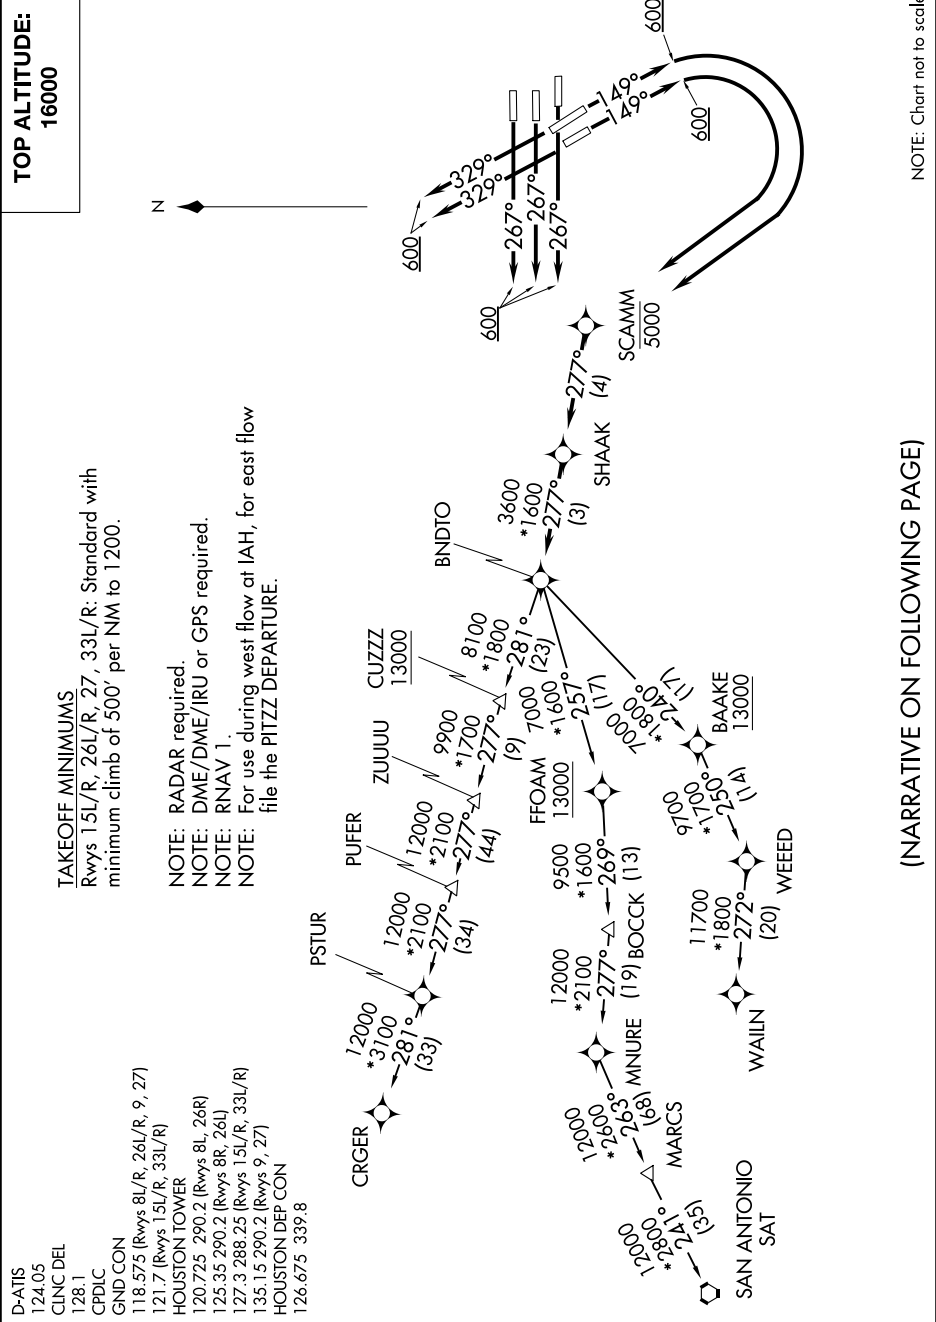 TOP ALTITUDE:
16000
D-ATIS
124.05
CLNC DEL
128.1
CPDLC
GND CON
118.575 (Rwys 8L/R, 26L/R, 9, 27)
121.7 (Rwys 15L/R, 33L/R)
HOUSTON TOWER
120.725 290.2 (Rwys 8L, 26R)
125.35 290.2 (Rwys 8R, 26L)
127.3 288.25 (Rwys 15L/R, 33L/R)
135.15 290.2 (Rwys 9, 27)
HOUSTON DEP CON
126.675 339.8
TAKEOFF MINIMUMS
Rwys 15L/R, 26L/R, 27, 33L/R: Standard with
minimum climb of 500' per NM to 1200.
NOTE: RADAR required.
NOTE: DME/DME/IRU or GPS required.
NOTE: RNAV 1.
NOTE: For use during west flow at IAH, for east flow
file the PITZZ DEPARTURE.
N
329°
329°
600
267°
267°
267°
600
149°
149°
600
600
SCAMM
5000
277°
(4)
SHAAK
3600
*1600
277°
(3)
BNDTO
8100
*1800
281°
(23)
CUZZZ
13000
9900
*1700
277°
(9)
ZUUUU
12000
*2100
277°
(44)
PUFER
12000
*2100
277°
(34)
PSTUR
12000
*3100
281°
(33)
CRGER
7000
*1600
257°
(17)
FFOAM
13000
9500
*1600
269°
(13)
BOCCK
12000
*2100
277°
(19)
MNURE
12000
*2600
263°
(68)
MARCS
12000
*2800
241°
(35)
SAN ANTONIO
SAT
7000
*1800
240°
(17)
BAAKE
13000
9700
*1700
250°
(14)
WEEED
11700
*1800
272°
(20)
WAILN
(NARRATIVE ON FOLLOWING PAGE)
NOTE: Chart not to scale